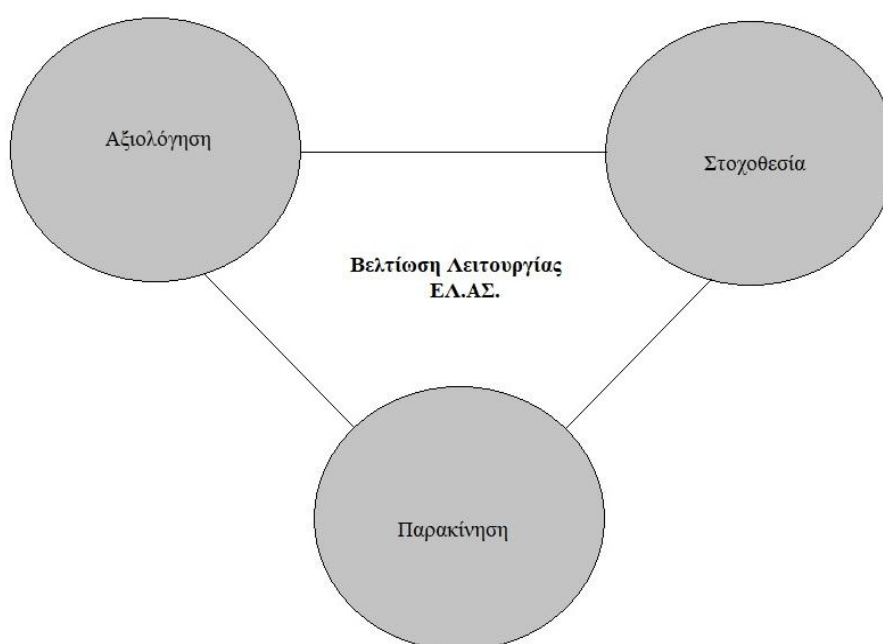 Αξιολόγηση
Στοχοθεσία
Βελτίωση Λειτουργίας
ΕΛ.ΑΣ.
Παρακίνηση